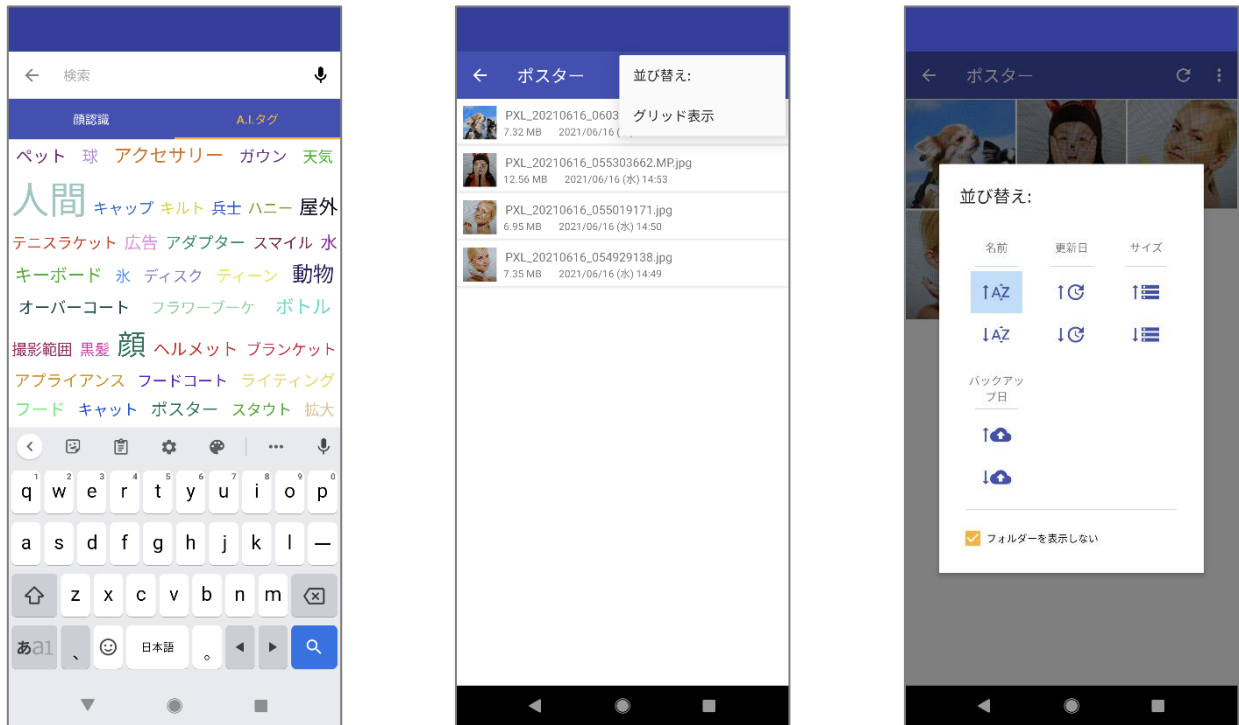 検索
顔認識 A.I.タグ
ペット 球 アクセサリー ガウン 天気
人間 キャップ キルト 兵士 ハニー 屋外
テニスラケット 広告 アダプター スマイル 水
キーボード 氷 ディスク ティーン 動物
オーバーコート フラワーブーケ ボトル
撮影範囲 黒髪 顔 ヘルメット ブランケット
アプライアンス フードコート ライティング
フード キャット ポスター スタウト 拡大
1 2 3 4 5 6 7 8 9 0
q w e r t y u i o p
a s d f g h j k l ー
z x c v b n m
あa1 、 日本語 。
ポスター
並び替え:
グリッド表示
PXL_20210616_0603
7.32 MB 2021/06/16 (
PXL_20210616_055303662.MP.jpg
12.56 MB 2021/06/16 (水) 14:53
PXL_20210616_055019171.jpg
6.95 MB 2021/06/16 (水) 14:50
PXL_20210616_054929138.jpg
7.35 MB 2021/06/16 (水) 14:49
ポスター
並び替え:
名前 更新日 サイズ
AZ
AZ
バックアッ
プ日
フォルダーを表示しない